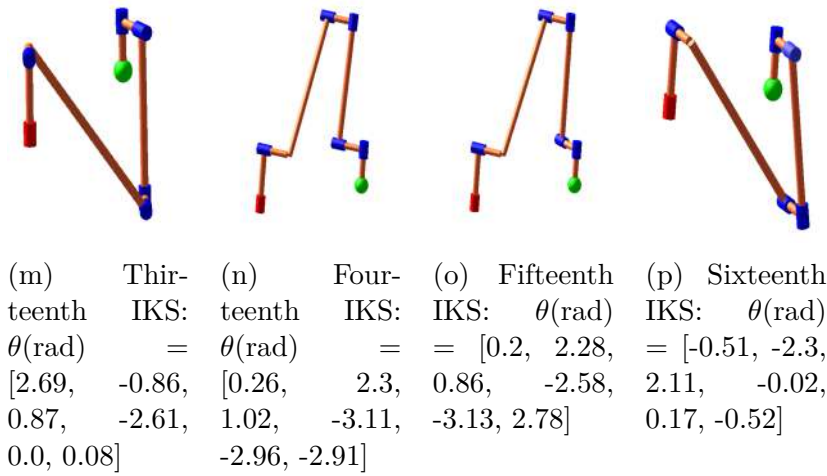 (m) Thir-
teenth IKS:
θ(rad) =
[2.69, -0.86,
0.87, -2.61,
0.0, 0.08]
(n) Four-
teenth IKS:
θ(rad) =
[0.26, 2.3,
1.02, -3.11,
-2.96, -2.91]
(o) Fifteenth
IKS: θ(rad)
= [0.2, 2.28,
0.86, -2.58,
-3.13, 2.78]
(p) Sixteenth
IKS: θ(rad)
= [-0.51, -2.3,
2.11, -0.02,
0.17, -0.52]